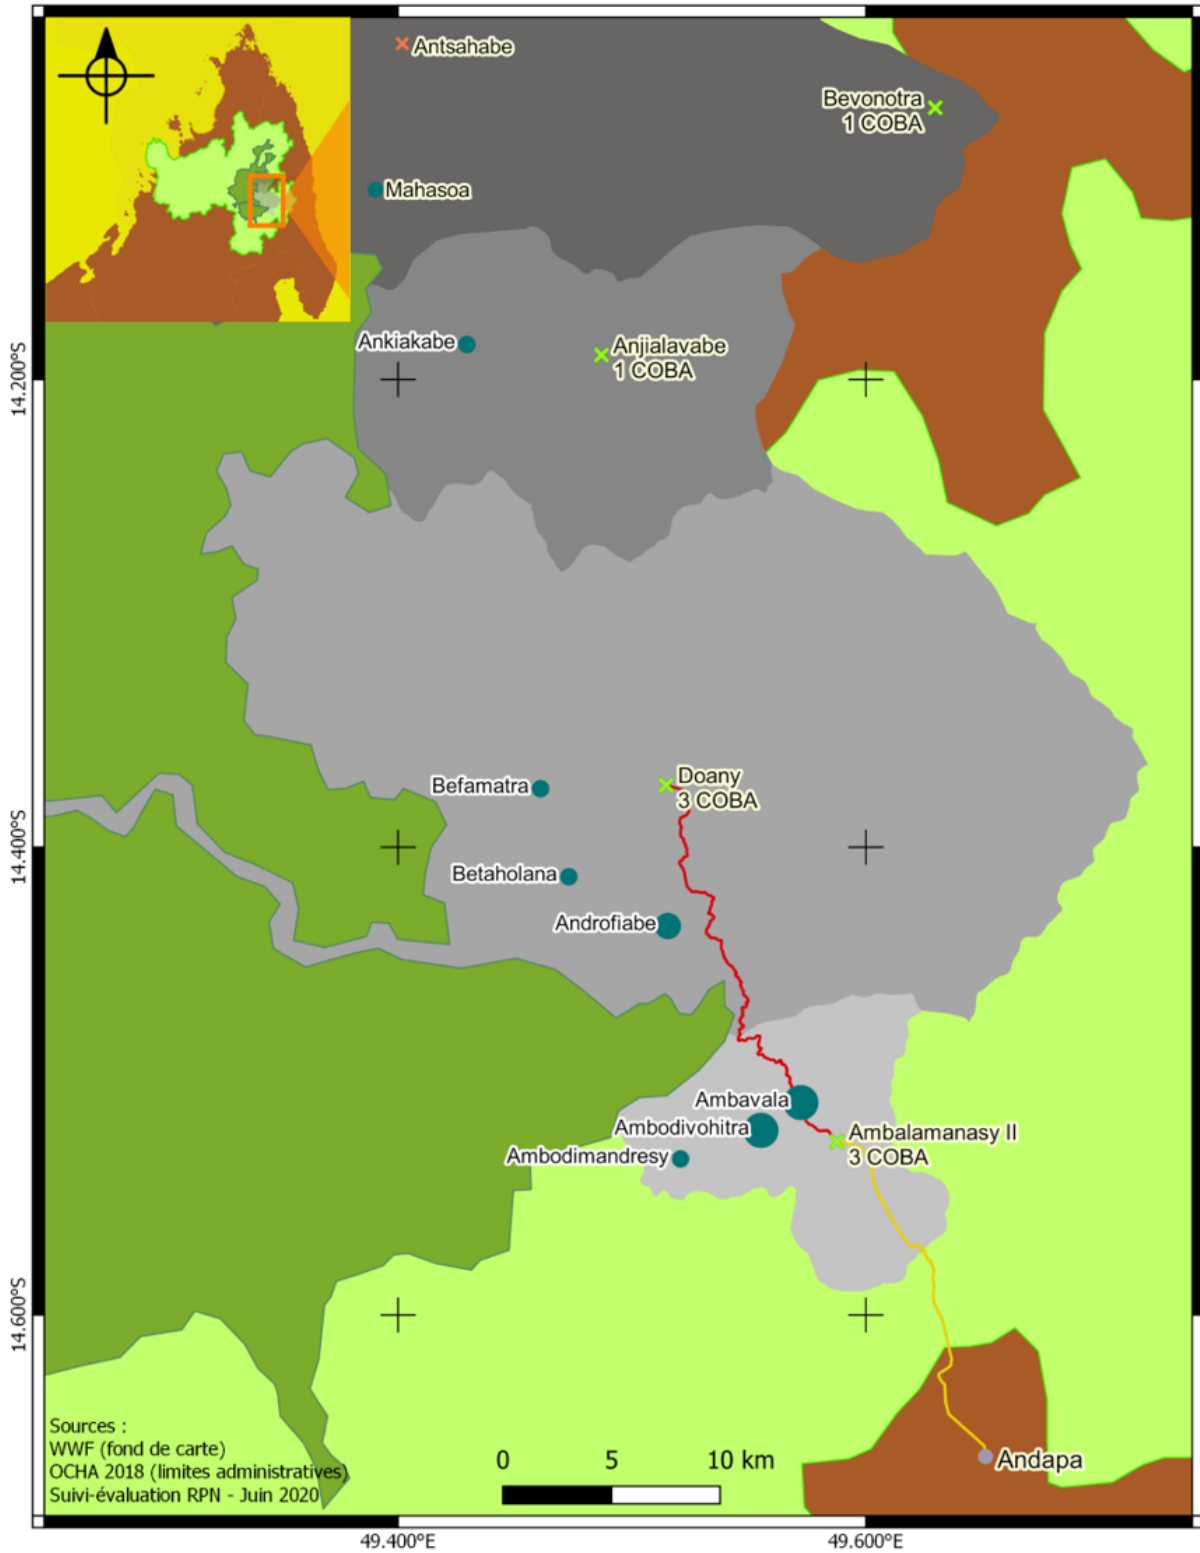 Antsahabe
Bevonotra
1 COBA
Mahasoa
Ankiakabe
Anjialavabe
1 COBA
14.200°S
Befamatra
Doany
3 COBA
14.400°S
Betaholana
Androfiabe
Ambavala
Ambodivohitra
Ambodimandresy
Ambalamanasy II
3 COBA
14.600°S
Sources :
WWF (fond de carte)
OCHA 2018 (limites administratives)
Suivi-évaluation RPN - Juin 2020
0 5 10 km
Andapa
49.400°E 49.600°E